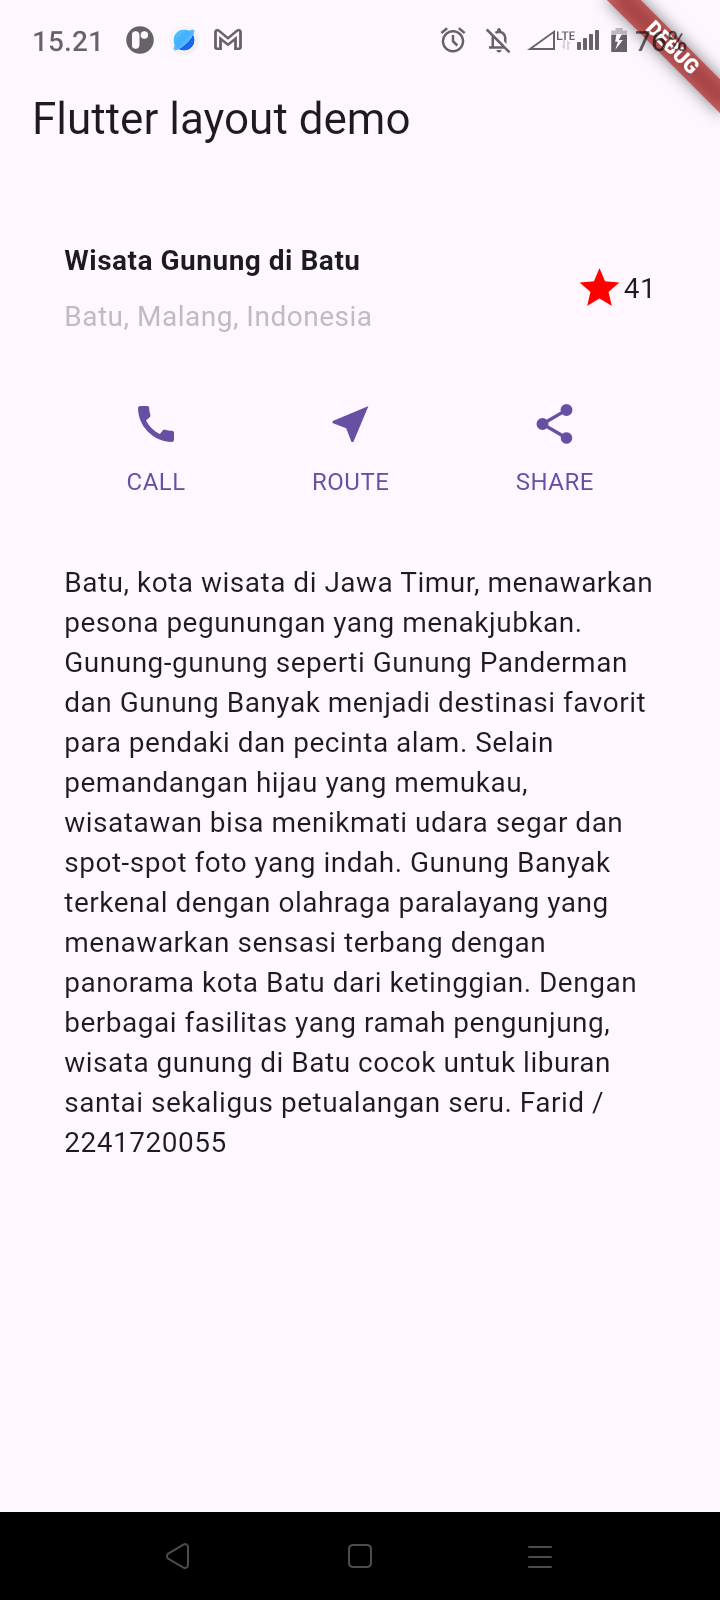 15.21
LTE
76%
DEBUG
Flutter layout demo
Wisata Gunung di Batu
Batu, Malang, Indonesia
41
CALL ROUTE SHARE
Batu, kota wisata di Jawa Timur, menawarkan
pesona pegunungan yang menakjubkan.
Gunung-gunung seperti Gunung Panderman
dan Gunung Banyak menjadi destinasi favorit
para pendaki dan pecinta alam. Selain
pemandangan hijau yang memukau,
wisatawan bisa menikmati udara segar dan
spot-spot foto yang indah. Gunung Banyak
terkenal dengan olahraga paralayang yang
menawarkan sensasi terbang dengan
panorama kota Batu dari ketinggian. Dengan
berbagai fasilitas yang ramah pengunjung,
wisata gunung di Batu cocok untuk liburan
santai sekaligus petualangan seru. Farid /
2241720055